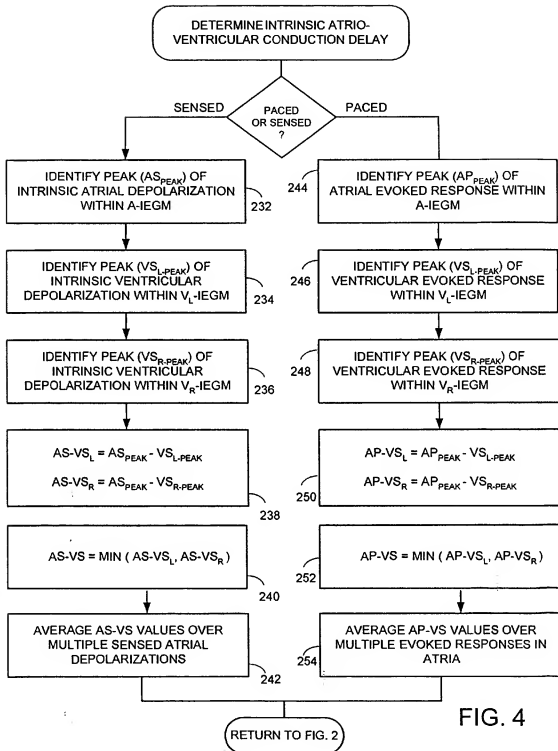 DETERMINE INTRINSIC ATRIO-
VENTRICULAR CONDUCTION DELAY
SENSED
PACED
OR SENSED
?
PACED
IDENTIFY PEAK (AS_PEAK) OF
INTRINSIC ATRIAL DEPOLARIZATION
WITHIN A-IEGM
232
IDENTIFY PEAK (VS_L-PEAK) OF
INTRINSIC VENTRICULAR
DEPOLARIZATION WITHIN V_L-IEGM
234
IDENTIFY PEAK (VS_R-PEAK) OF
INTRINSIC VENTRICULAR
DEPOLARIZATION WITHIN V_R-IEGM
236
AS-VS_L = AS_PEAK - VS_L-PEAK
AS-VS_R = AS_PEAK - VS_R-PEAK
238
AS-VS = MIN ( AS-VS_L, AS-VS_R )
240
AVERAGE AS-VS VALUES OVER
MULTIPLE SENSED ATRIAL
DEPOLARIZATIONS
242
244
IDENTIFY PEAK (AP_PEAK) OF
ATRIAL EVOKED RESPONSE WITHIN
A-IEGM
246
IDENTIFY PEAK (VS_L-PEAK) OF
VENTRICULAR EVOKED RESPONSE
WITHIN V_L-IEGM
248
IDENTIFY PEAK (VS_R-PEAK) OF
VENTRICULAR EVOKED RESPONSE
WITHIN V_R-IEGM
250
AP-VS_L = AP_PEAK - VS_L-PEAK
AP-VS_R = AP_PEAK - VS_R-PEAK
252
AP-VS = MIN ( AP-VS_L, AP-VS_R )
254
AVERAGE AP-VS VALUES OVER
MULTIPLE EVOKED RESPONSES IN
ATRIA
RETURN TO FIG. 2
FIG. 4